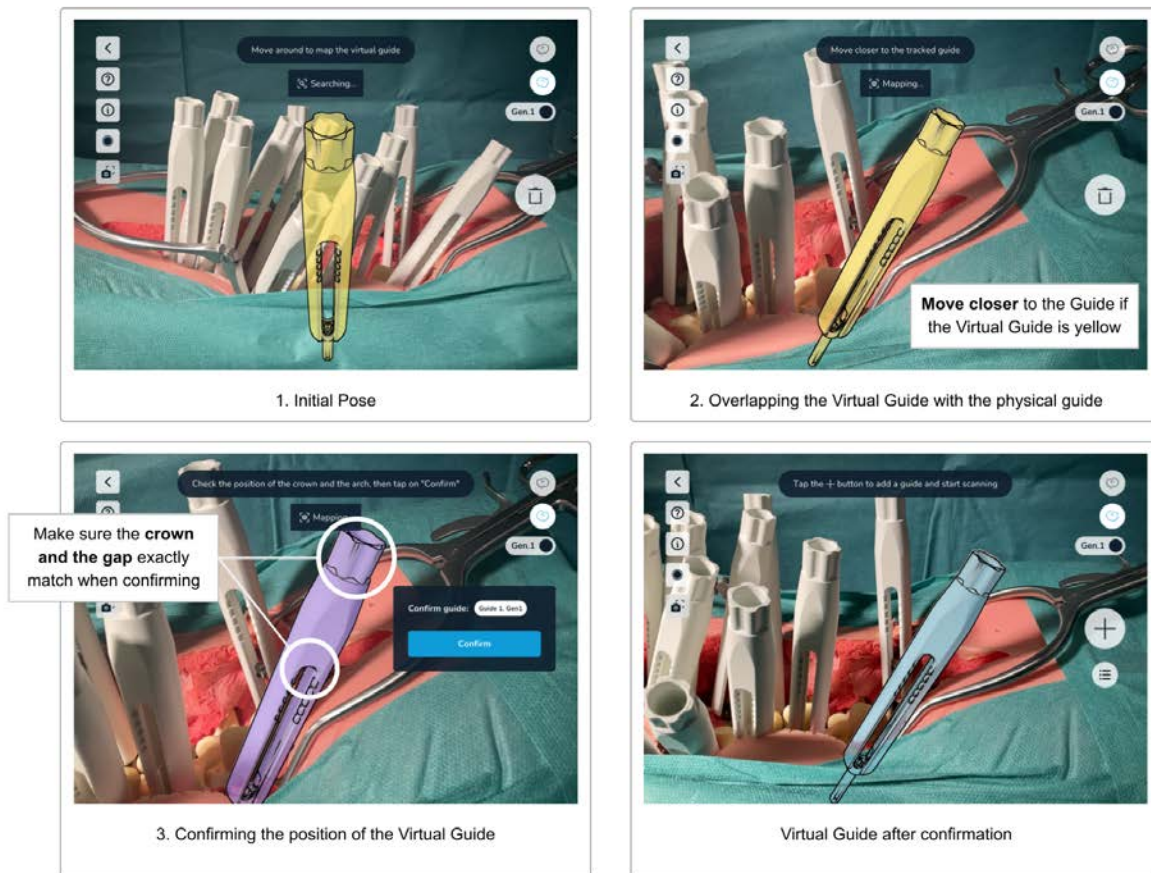 Move around to map the virtual guide
Searching...
Gen.1
1. Initial Pose
Move closer to the tracked guide
Mapping...
Gen.1
Move closer to the Guide if
the Virtual Guide is yellow
2. Overlapping the Virtual Guide with the physical guide
Check the position of the crown and the arch, then tap on "Confirm"
Mapping...
Gen.1
Make sure the crown
and the gap exactly
match when confirming
Confirm guide: Guide 1, Gen1
Confirm
3. Confirming the position of the Virtual Guide
Tap the + button to add a guide and start scanning
Gen.1
Virtual Guide after confirmation